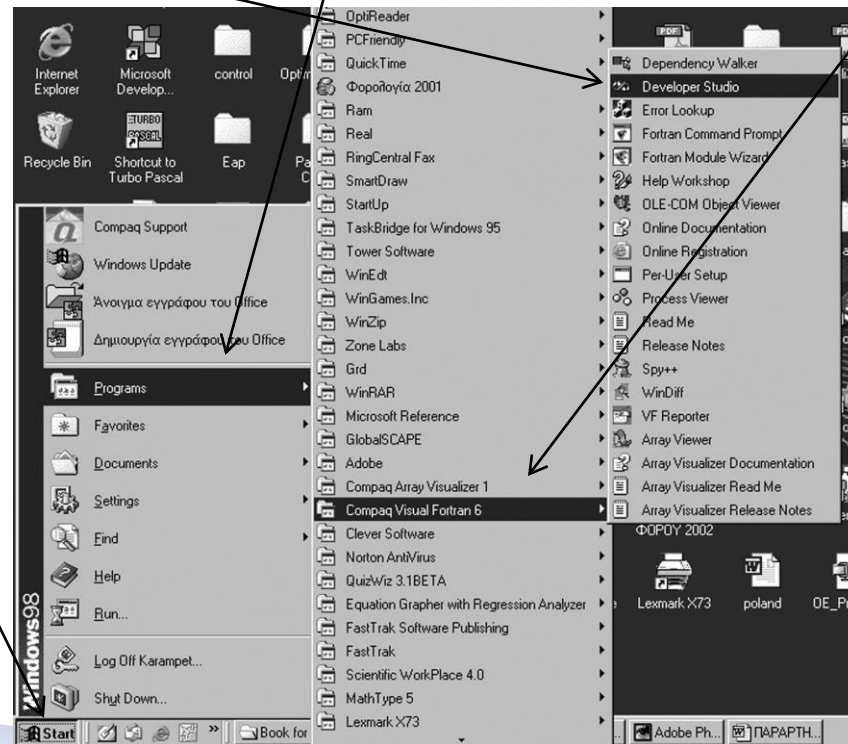 Internet
Explorer
Microsoft
Develop...
control
Recycle Bin
Shortcut to
Turbo Pascal
Eap
TURBO
PASCAL
Compaq Support
Windows Update
Άνοιγμα εγγράφου του Office
Δημιουργία εγγράφου του Office
Programs
Favorites
Documents
Settings
Find
Help
Run...
Log Off Karampet...
Shut Down...
Windows98
OptiReader
PCFriendly
QuickTime
Φορολογία 2001
Ram
Real
RingCentral Fax
SmartDraw
StartUp
TaskBridge for Windows 95
Tower Software
WinEdt
WinGames.Inc
WinZip
Zone Labs
Grd
WinRAR
Microsoft Reference
GlobalSCAPE
Adobe
Compaq Array Visualizer 1
Compaq Visual Fortran 6
Clever Software
Norton AntiVirus
QuizWiz 3.1BETA
Equation Grapher with Regression Analyzer
FastTrak Software Publishing
FastTrak
Scientific WorkPlace 4.0
MathType 5
Lexmark X73
PDF
Dependency Walker
Developer Studio
Error Lookup
Fortran Command Prompt
Fortran Module Wizard
Help Workshop
OLE-COM Object Viewer
Online Documentation
Online Registration
Per-User Setup
Process Viewer
Read Me
Release Notes
Spy++
WinDiff
VF Reporter
Array Viewer
Array Visualizer Documentation
Array Visualizer Read Me
Array Visualizer Release Notes
ΦΟΡΟΥ 2002
Lexmark X73
poland
Start
Book for
Adobe Ph...
ΠΑΡΑΡΤΗ...